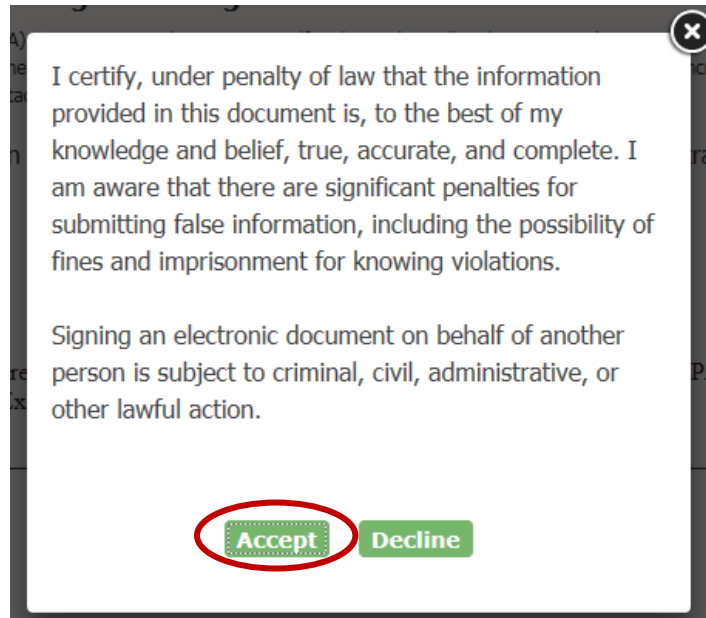 I certify, under penalty of law that the information
provided in this document is, to the best of my
knowledge and belief, true, accurate, and complete. I
am aware that there are significant penalties for
submitting false information, including the possibility of
fines and imprisonment for knowing violations.
Signing an electronic document on behalf of another
person is subject to criminal, civil, administrative, or
other lawful action.
Accept Decline